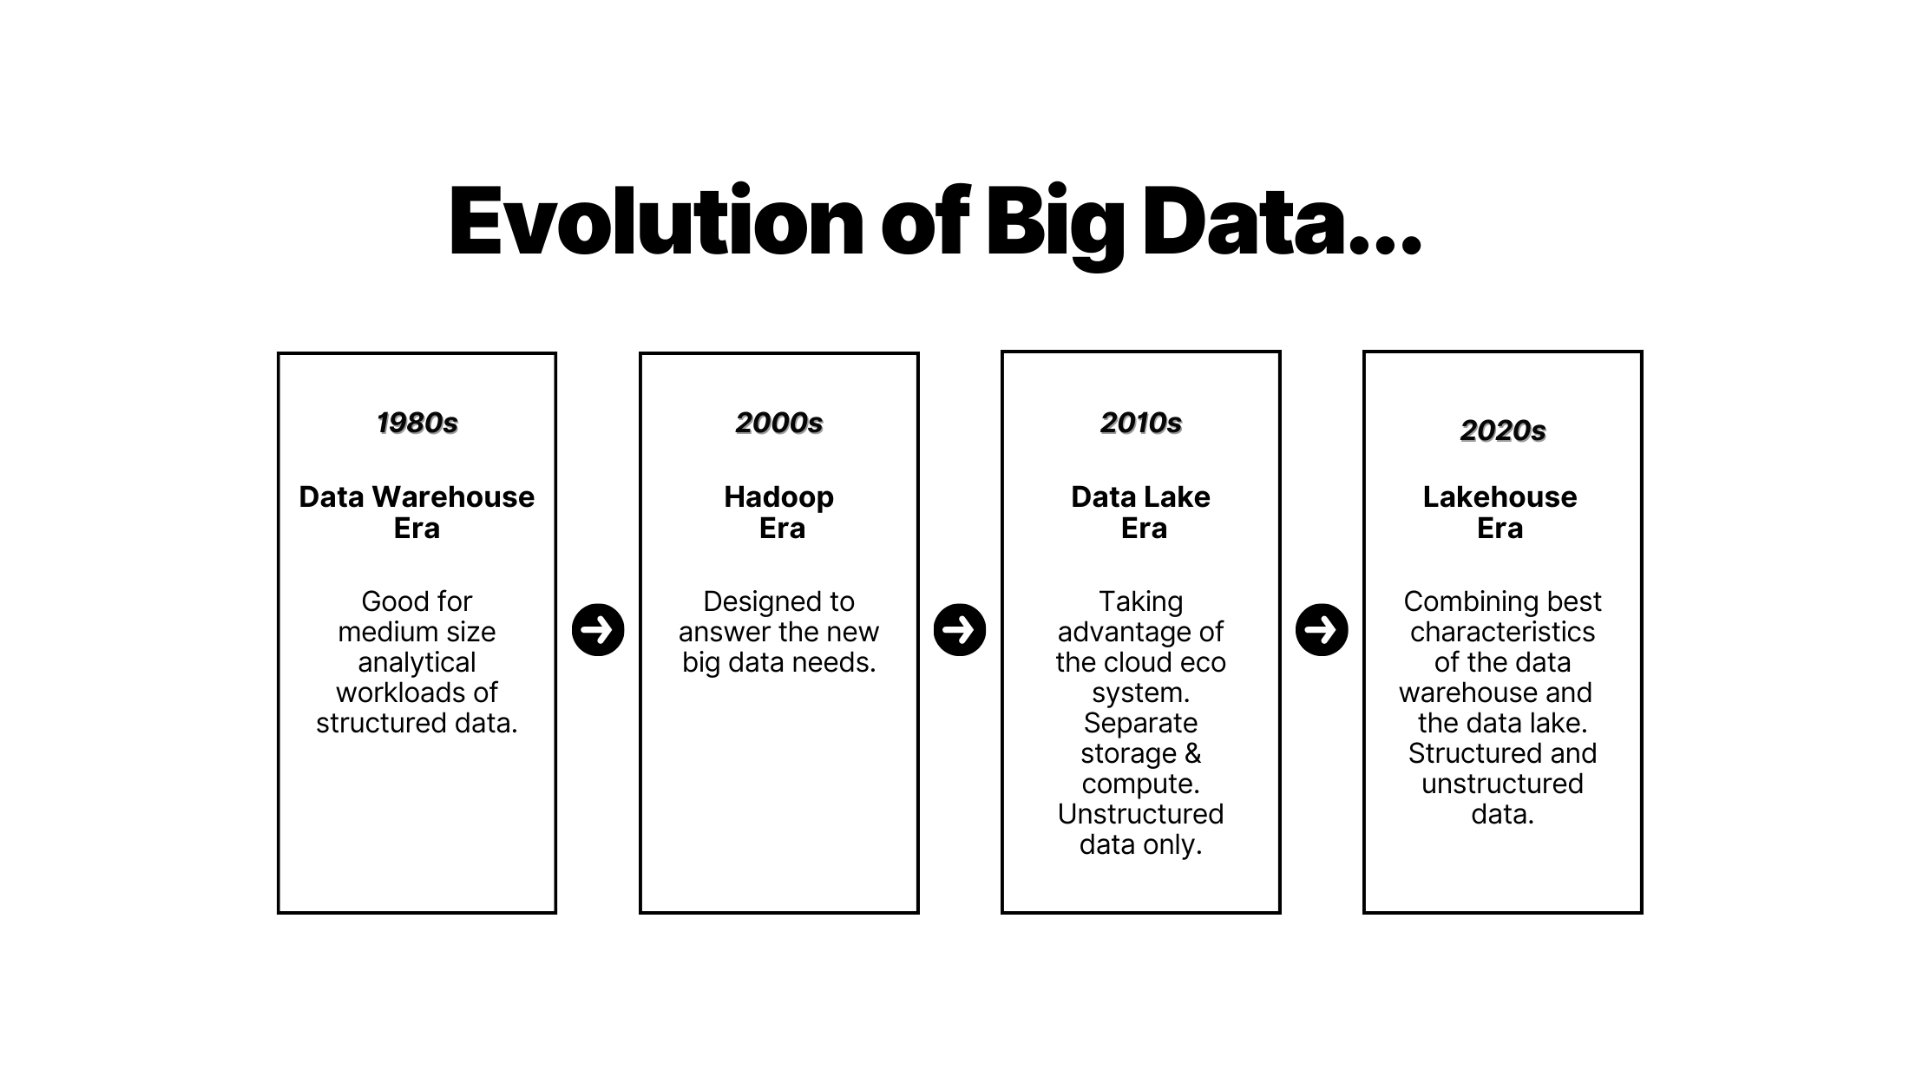 Evolution of Big Data...
1980s
Data Warehouse
Era
Good for
medium size
analytical
workloads of
structured data.
2000s
Hadoop
Era
Designed to
answer the new
big data needs.
2010s
Data Lake
Era
Taking
advantage of
the cloud eco
system.
Separate
storage &
compute.
Unstructured
data only.
2020s
Lakehouse
Era
Combining best
characteristics
of the data
warehouse and
the data lake.
Structured and
unstructured
data.